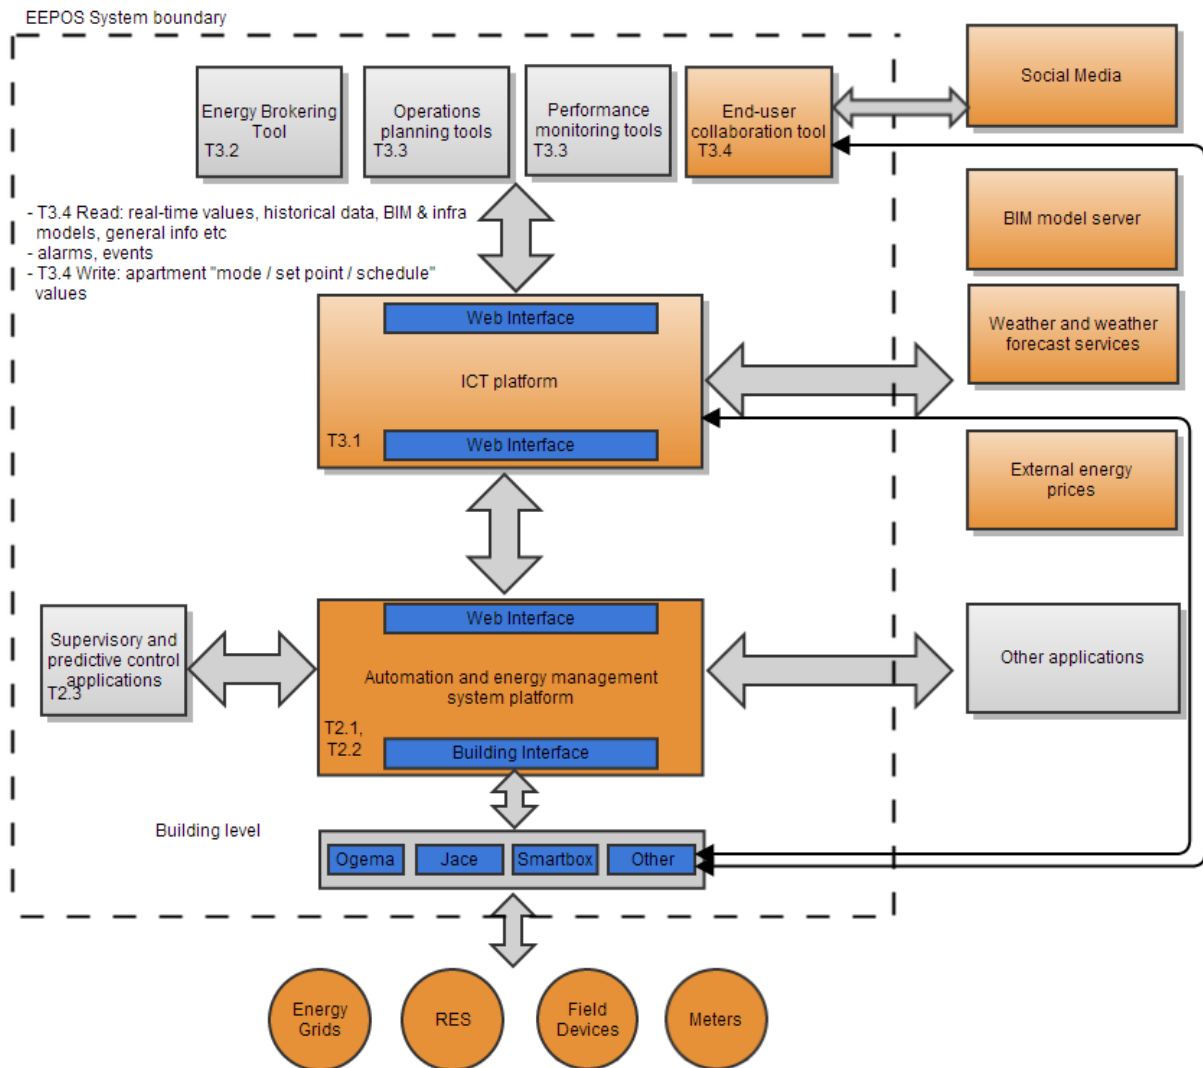 EEPOS System boundary
Energy Brokering
Tool
T3.2
Operations
planning tools
T3.3
Performance
monitoring tools
T3.3
End-user
collaboration tool
T3.4
Social Media
- T3.4 Read: real-time values, historical data, BIM & infra
models, general info etc
- alarms, events
- T3.4 Write: apartment "mode / set point / schedule"
values
BIM model server
Web Interface
ICT platform
T3.1
Web Interface
Weather and weather
forecast services
External energy
prices
Supervisory and
predictive control
applications
T2.3
Web Interface
Automation and energy management
system platform
T2.1,
T2.2
Building Interface
Other applications
Building level
Ogema
Jace
Smartbox
Other
Energy
Grids
RES
Field
Devices
Meters